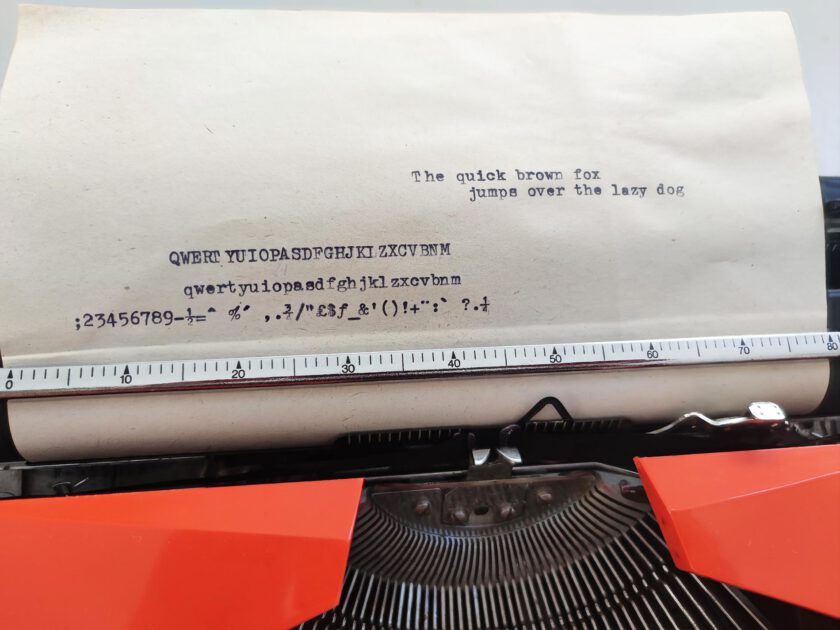 The quick brown fox
jumps over the lazy dog
QWERTYUIOPASDFGHJKLZXCVBNM
qwertyuiopasdfghjklzxcvbnm
;23456789-½=^ %´ ,.¾/"£$ƒ_&'()!+¨:` ?.¼
0 10 20 30 40 50 60 70 80